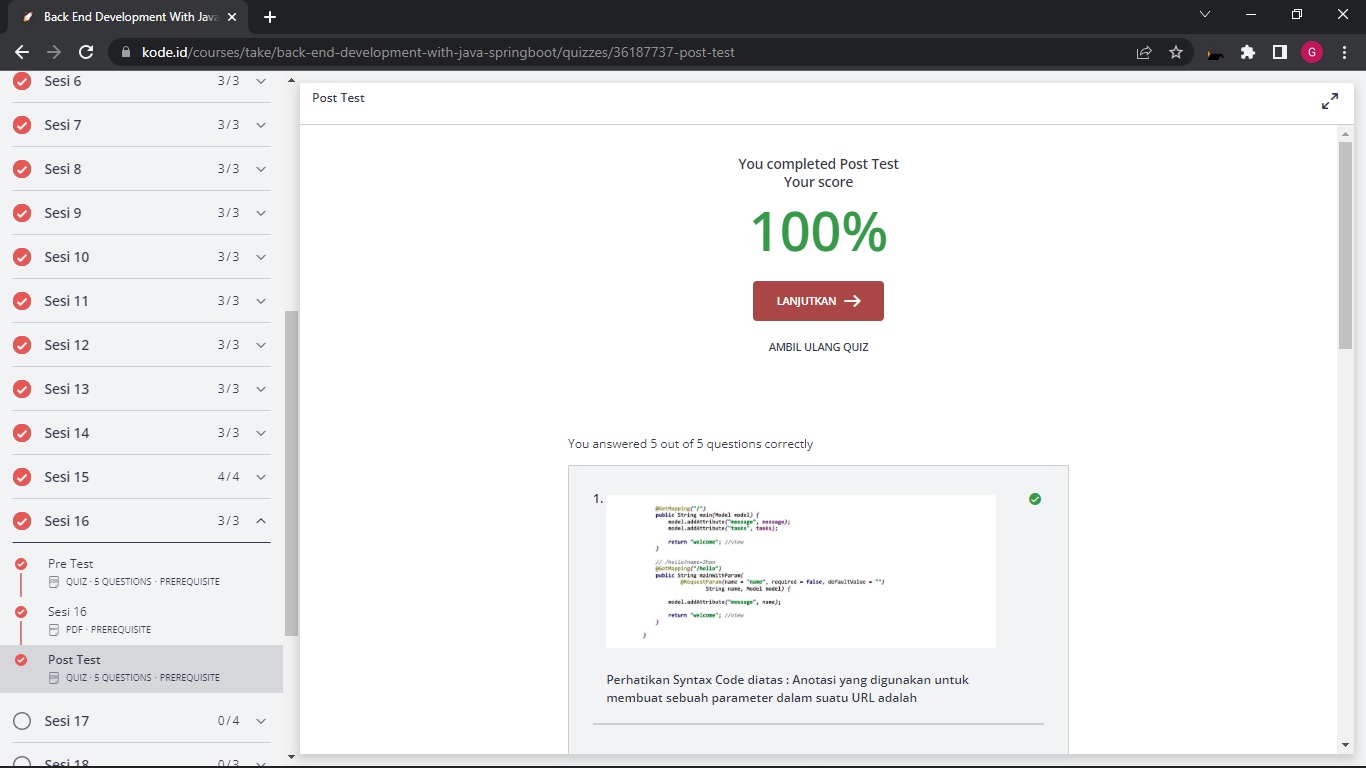 Back End Development With Java
kode.id/courses/take/back-end-development-with-java-springboot/quizzes/36187737-post-test
G
Sesi 6 3/3
Sesi 7 3/3
Sesi 8 3/3
Sesi 9 3/3
Sesi 10 3/3
Sesi 11 3/3
Sesi 12 3/3
Sesi 13 3/3
Sesi 14 3/3
Sesi 15 4/4
Sesi 16 3/3
Pre Test
QUIZ · 5 QUESTIONS · PREREQUISITE
Sesi 16
PDF · PREREQUISITE
Post Test
QUIZ · 5 QUESTIONS · PREREQUISITE
Sesi 17 0/4
Sesi 18 0/3
Post Test
You completed Post Test
Your score
100%
LANJUTKAN
AMBIL ULANG QUIZ
You answered 5 out of 5 questions correctly
1.
@GetMapping("/")
public String main(Model model) {
model.addAttribute("message", message);
model.addAttribute("tasks", tasks);
return "welcome"; //view
}
// /hello?name=Jhon
@GetMapping("/hello")
public String mainWithParam(
@RequestParam(name = "name", required = false, defaultValue = "")
String name, Model model) {
model.addAttribute("message", name);
return "welcome"; //view
}
}
Perhatikan Syntax Code diatas : Anotasi yang digunakan untuk
membuat sebuah parameter dalam suatu URL adalah